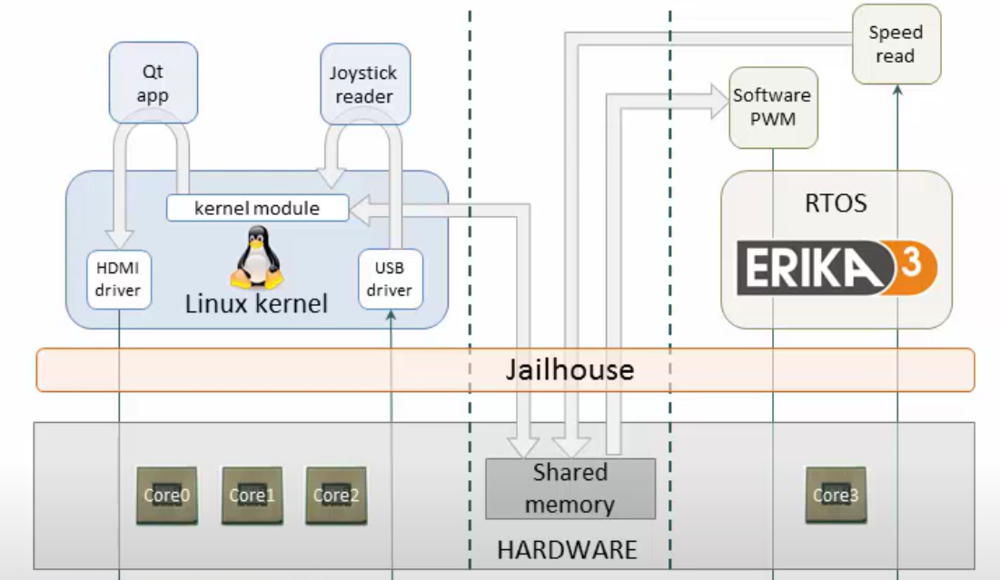 Qt
app
Joystick
reader
Speed
read
Software
PWM
kernel module
HDMI
driver
USB
driver
Linux kernel
RTOS
ERIKA 3
Jailhouse
Core0
Core1
Core2
Shared
memory
Core3
HARDWARE